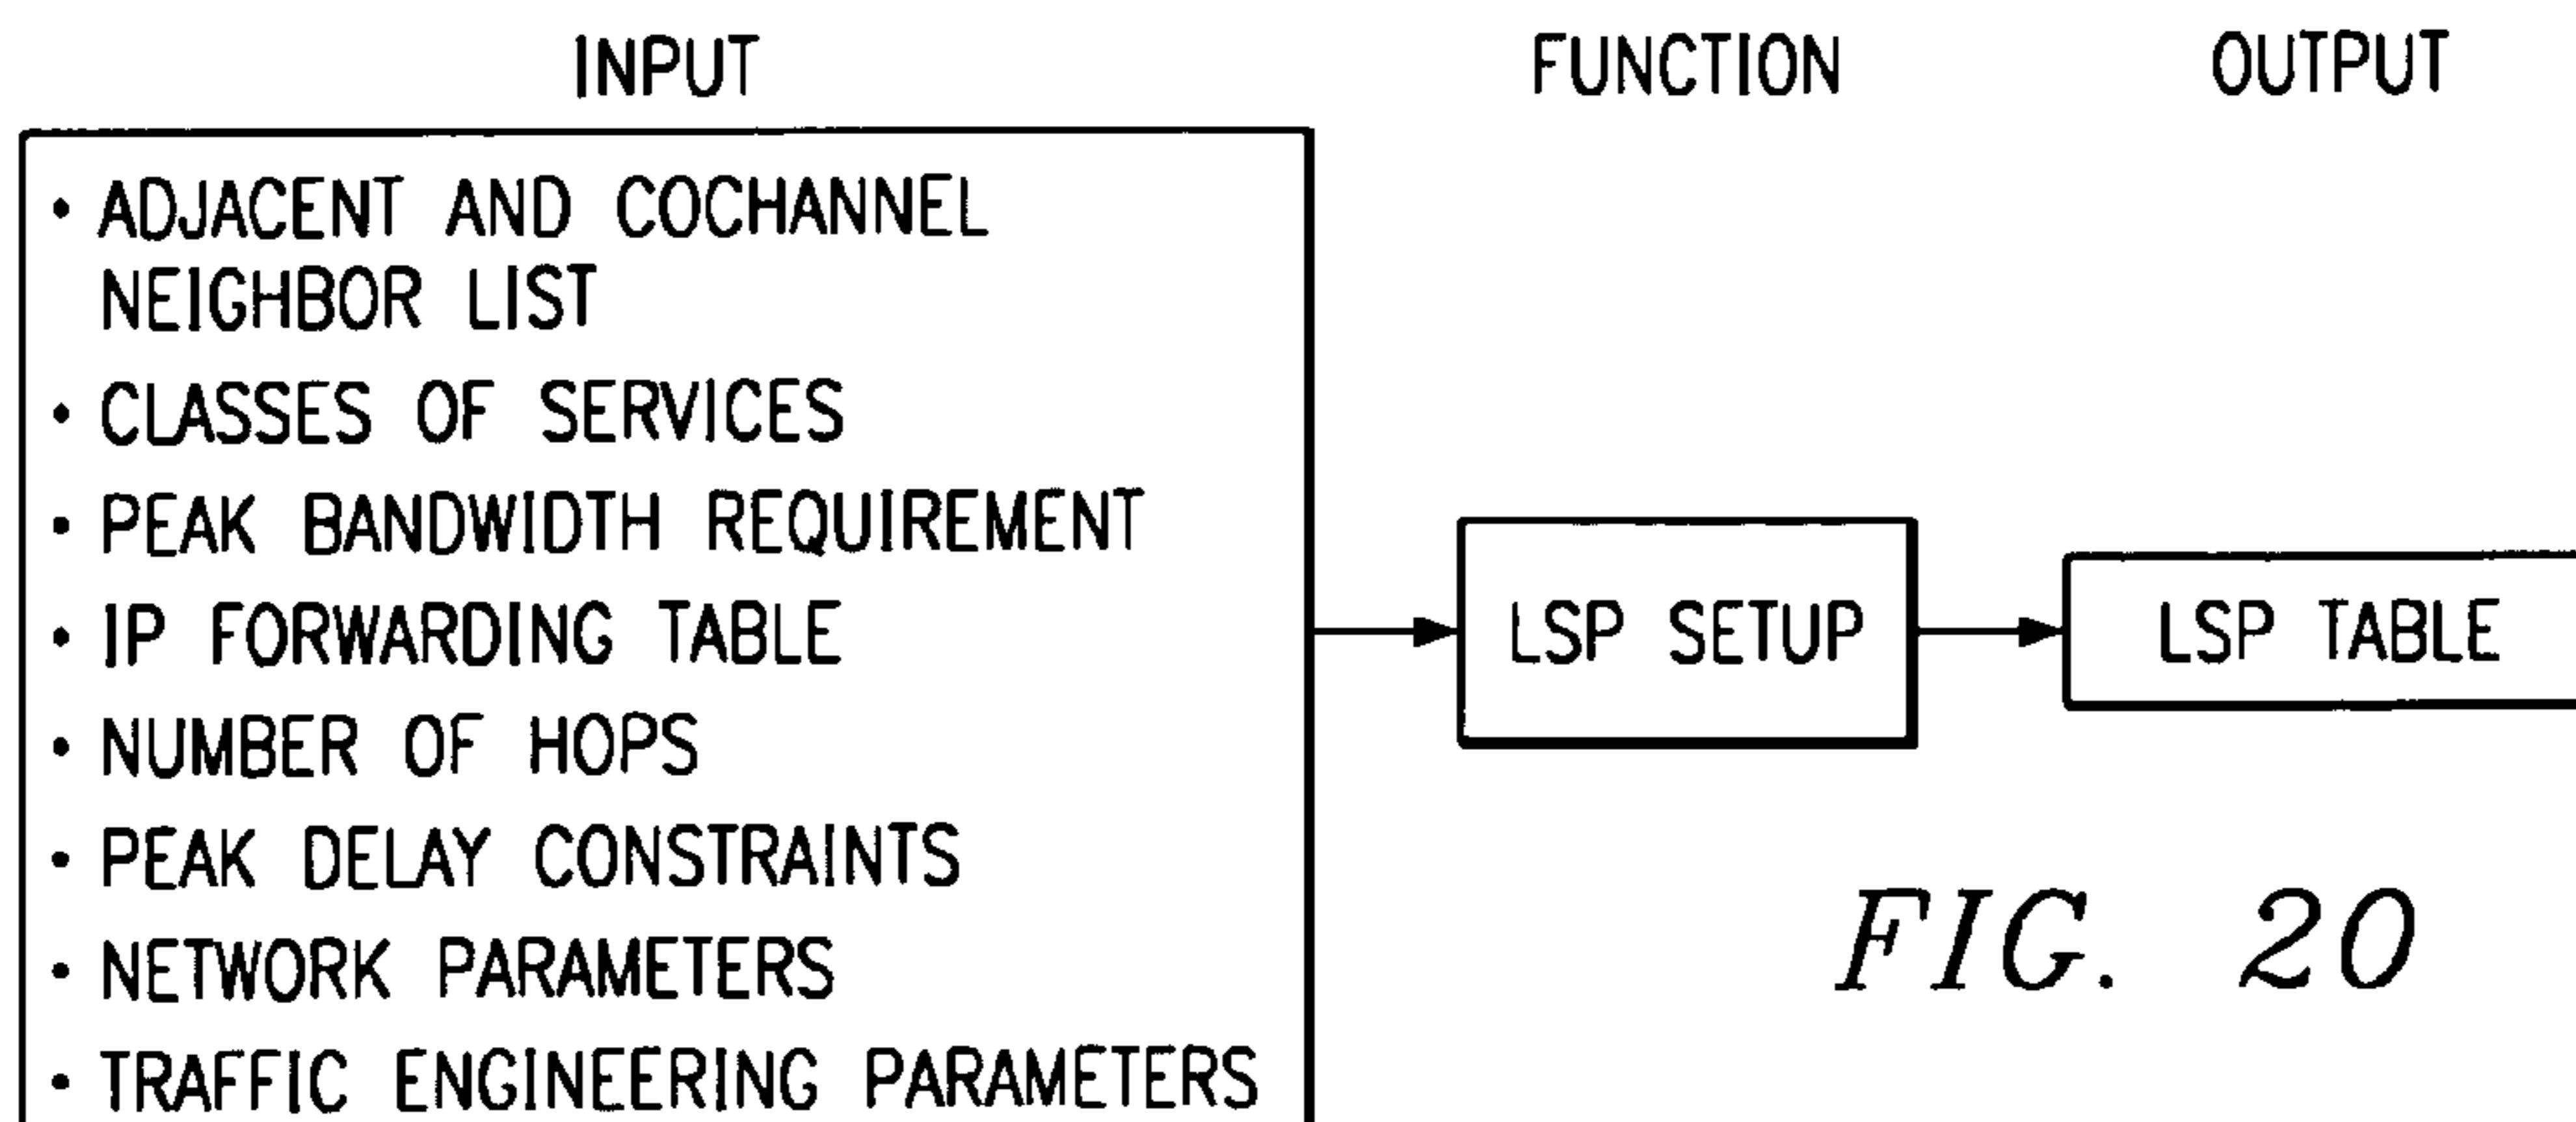 INPUT
FUNCTION
OUTPUT
• ADJACENT AND COCHANNEL
NEIGHBOR LIST
• CLASSES OF SERVICES
• PEAK BANDWIDTH REQUIREMENT
• IP FORWARDING TABLE
• NUMBER OF HOPS
• PEAK DELAY CONSTRAINTS
• NETWORK PARAMETERS
• TRAFFIC ENGINEERING PARAMETERS
LSP SETUP
LSP TABLE
FIG. 20